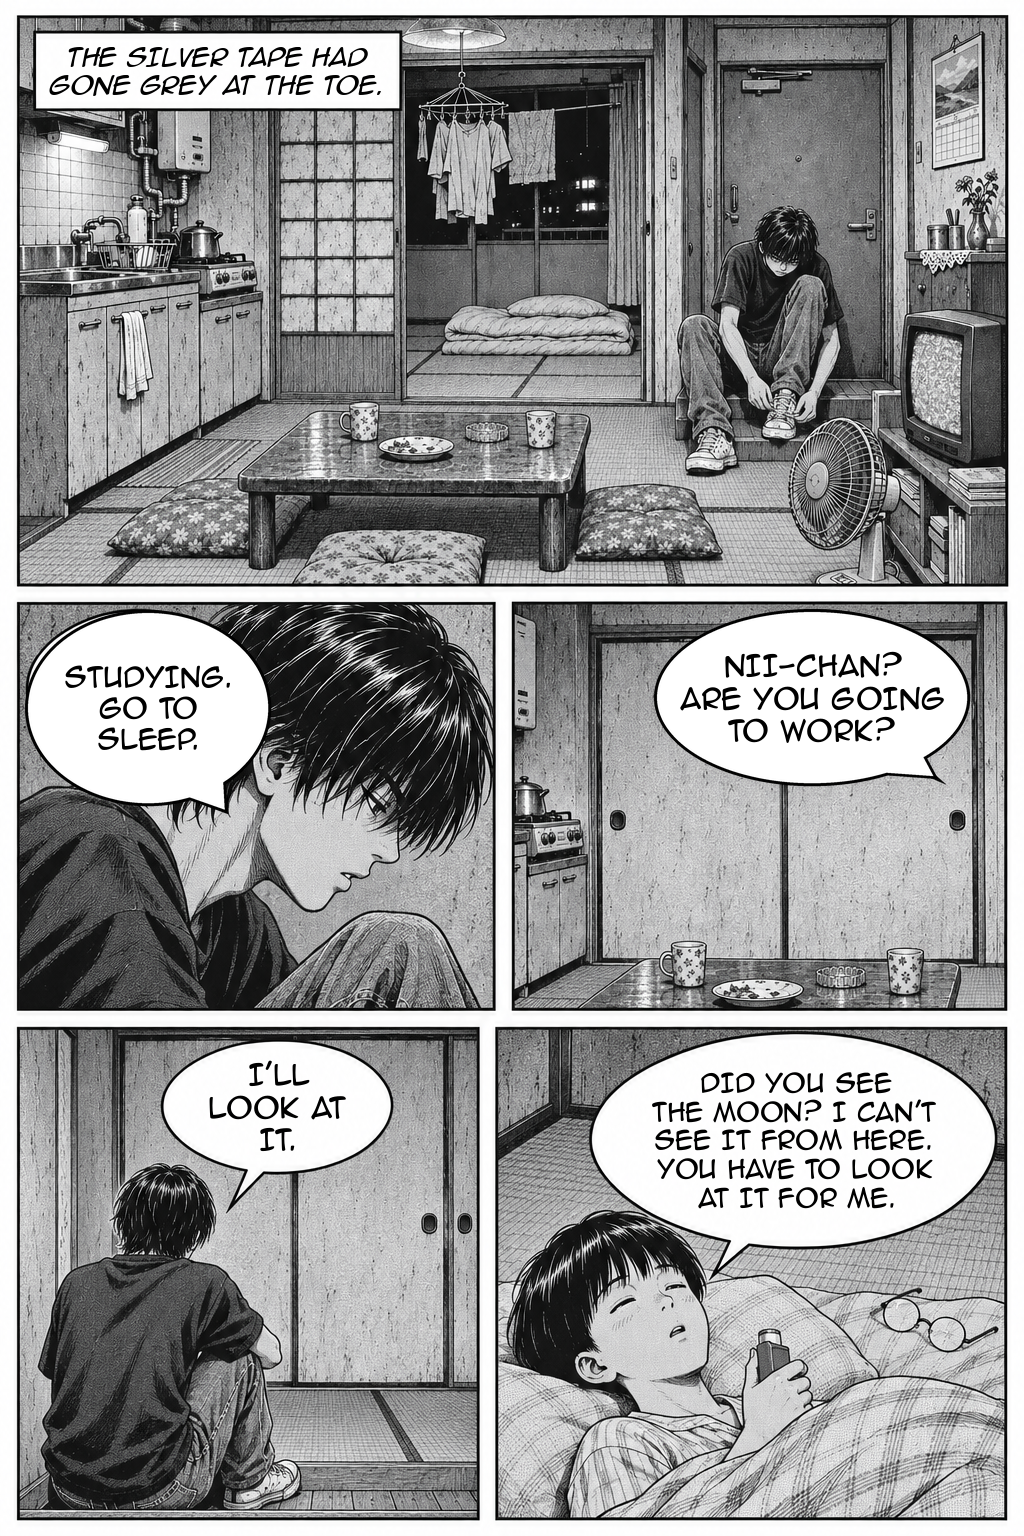 THE SILVER TAPE HAD
GONE GREY AT THE TOE.
NII-CHAN?
ARE YOU GOING
TO WORK?
STUDYING.
GO TO
SLEEP.
DID YOU SEE
THE MOON? I CAN'T
SEE IT FROM HERE.
YOU HAVE TO LOOK
AT IT FOR ME.
I'LL
LOOK AT
IT.